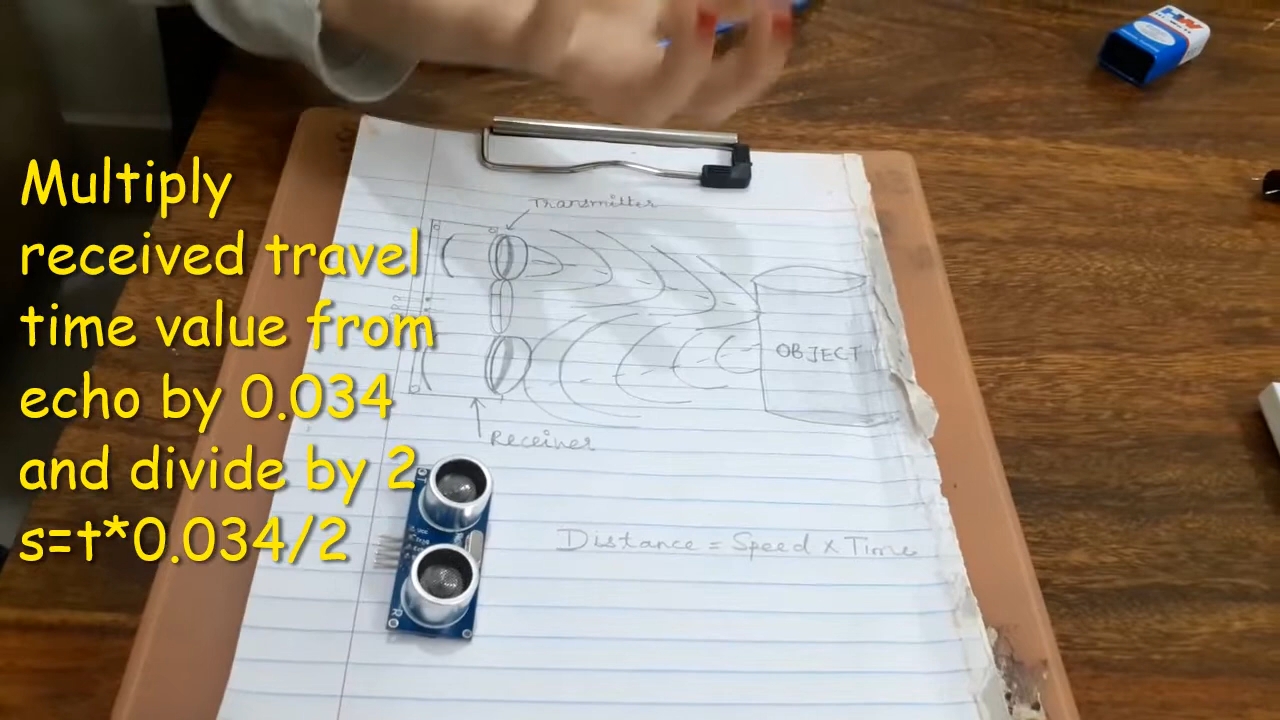 Multiply
received travel
time value from
echo by 0.034
and divide by 2
s=t*0.034/2
Transmitter
OBJECT
Receiver
Distance = Speed x Time
HW
T
R